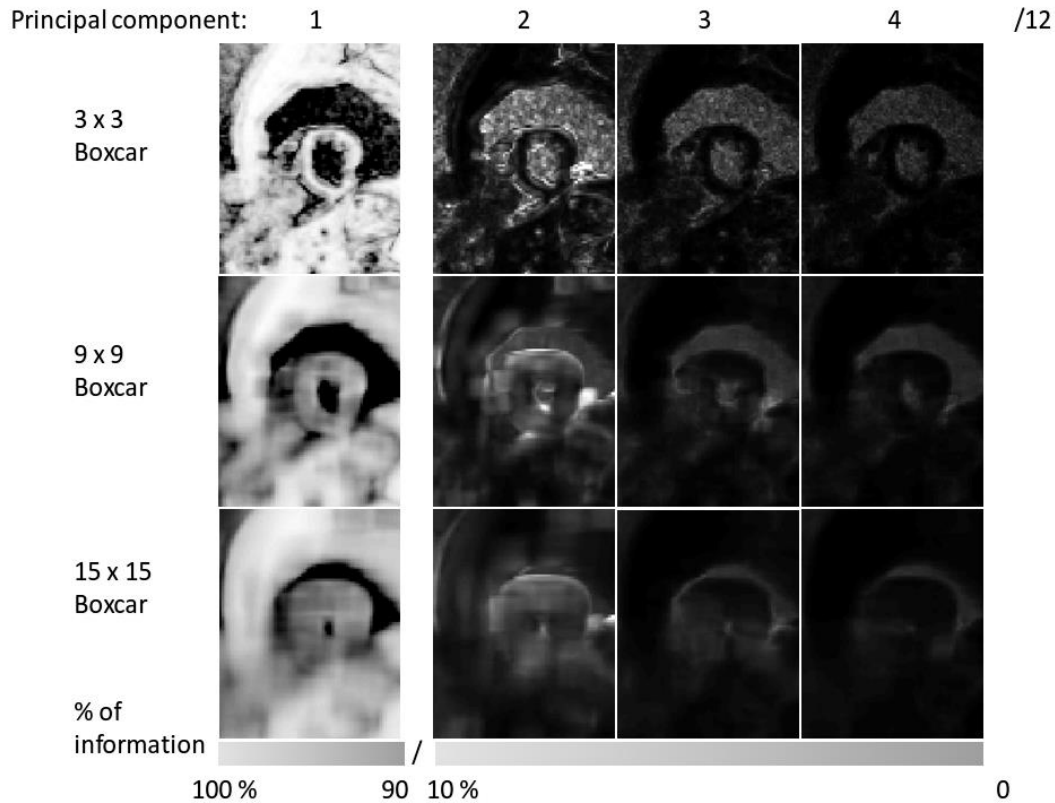 Principal component: 1 2 3 4 /12
3 x 3
Boxcar
9 x 9
Boxcar
15 x 15
Boxcar
% of
information
/
100 % 90 10 % 0